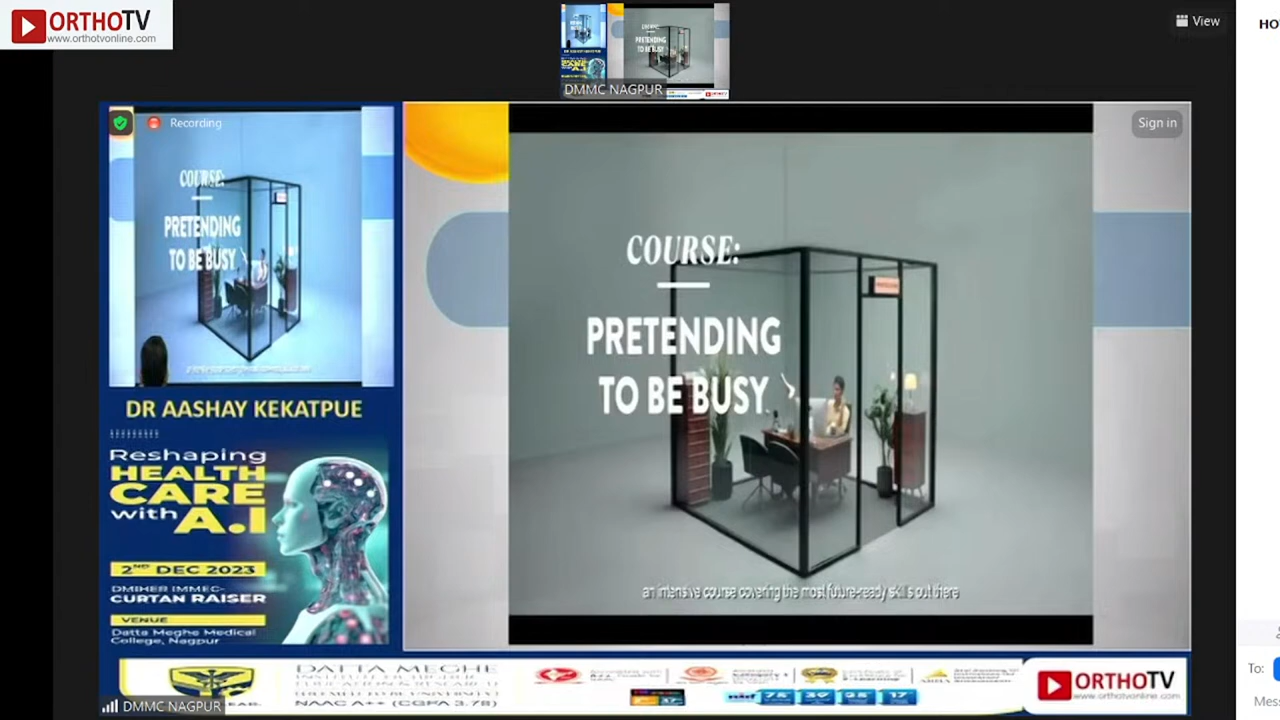 ORTHOTV
www.orthotvonline.com
View
HO
DMMC NAGPUR
Recording
Sign in
COURSE:
PRETENDING
TO BE BUSY
COURSE:
PRETENDING
TO BE BUSY
an intensive course covering the most future-ready skills out there
DR AASHAY KEKATPUE
Reshaping
HEALTH
CARE
with A.I
2ND DEC 2023
DMIHER IMMEC-
CURTAN RAISER
VENUE
Datta Meghe Medical
College, Nagpur
DATTA MEGHE
NAAC A++ (CGPA 3.78)
ORTHOTV
www.orthotvonline.com
DMMC NAGPUR
To:
Mess